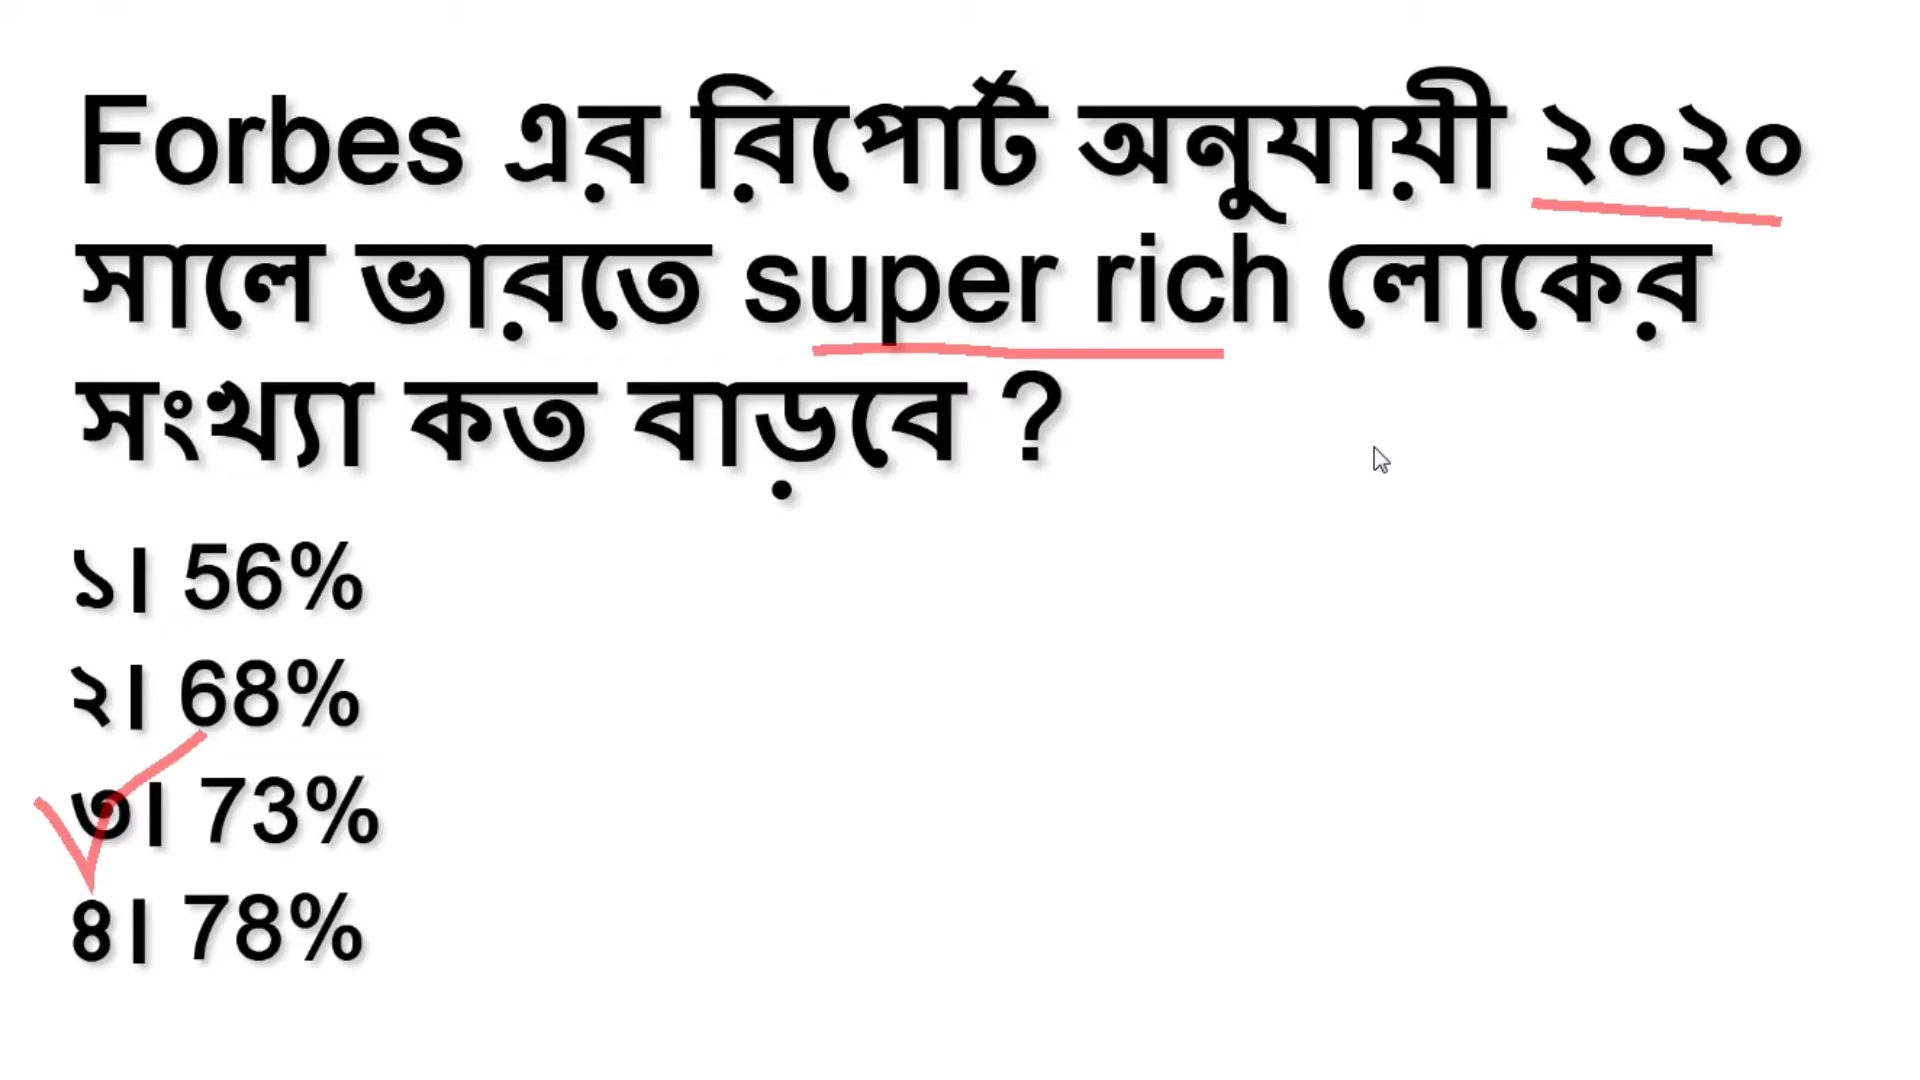 Forbes এর রিপোর্ট অনুযায়ী ২০২০
সালে ভারতে super rich লোকের
সংখ্যা কত বাড়বে ?
১। 56%
২। 68%
৩। 73%
৪। 78%